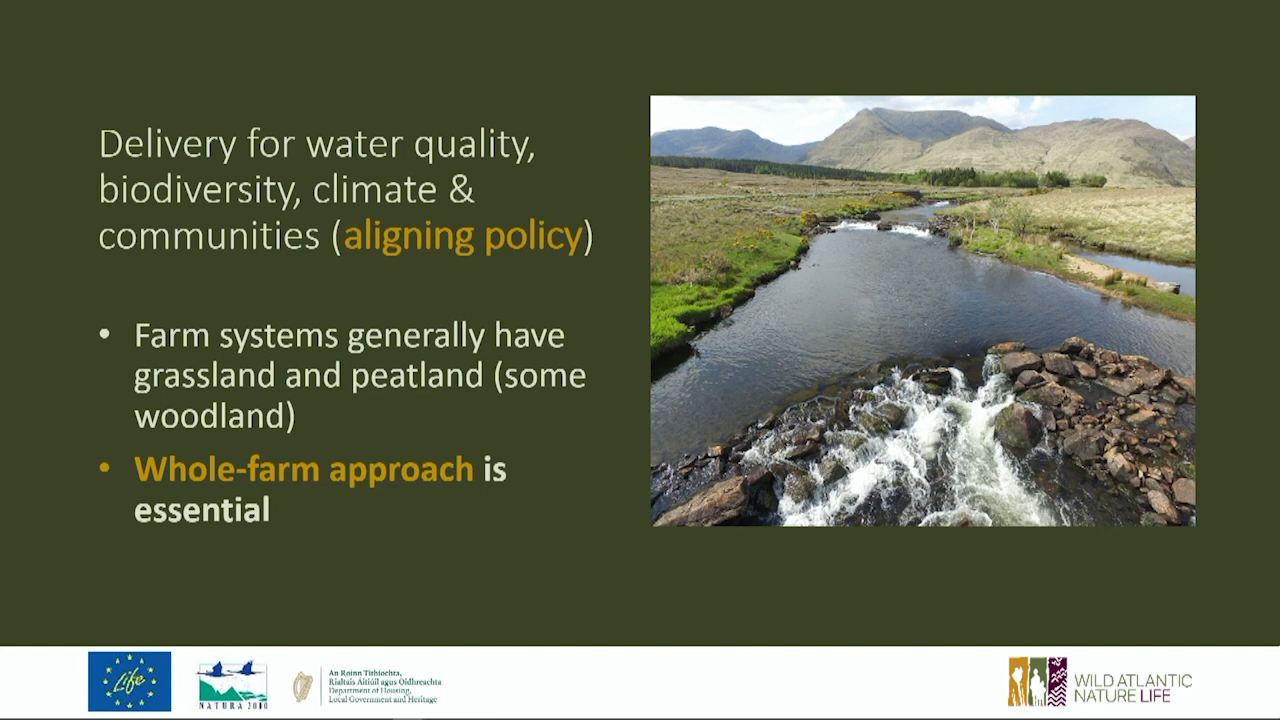 Delivery for water quality,
biodiversity, climate &
communities (aligning policy)
• Farm systems generally have
grassland and peatland (some
woodland)
• Whole-farm approach is
essential
Life
NATURA 2000
An Roinn Tithíochta,
Rialtais Áitiúil agus Oidhreachta
Department of Housing,
Local Government and Heritage
WILD ATLANTIC
NATURE LIFE